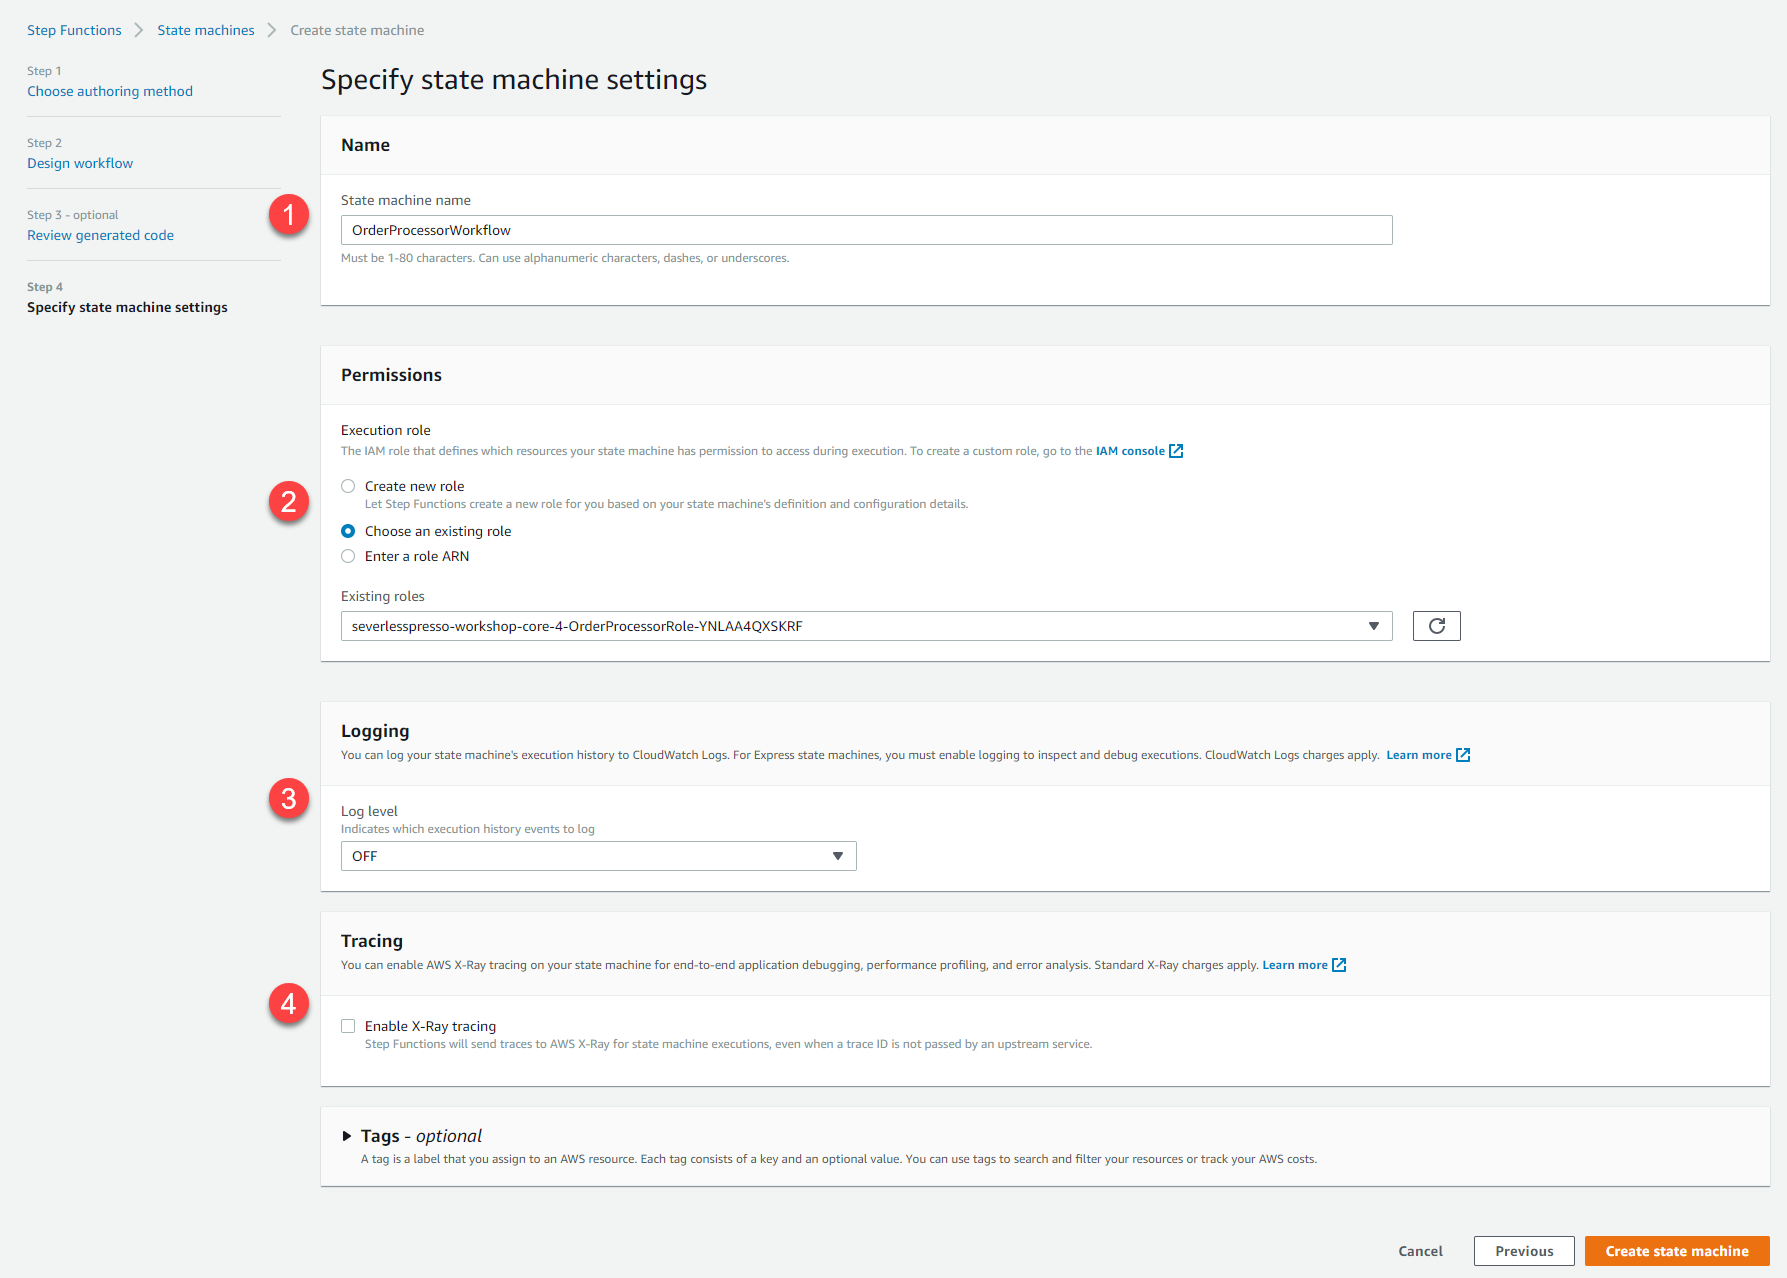 Step Functions > State machines > Create state machine
Step 1
Choose authoring method
Step 2
Design workflow
Step 3 - optional
Review generated code
Step 4
Specify state machine settings
Specify state machine settings
Name
1
State machine name
OrderProcessorWorkflow
Must be 1-80 characters. Can use alphanumeric characters, dashes, or underscores.
Permissions
Execution role
The IAM role that defines which resources your state machine has permission to access during execution. To create a custom role, go to the IAM console
2
Create new role
Let Step Functions create a new role for you based on your state machine's definition and configuration details.
Choose an existing role
Enter a role ARN
Existing roles
severlesspresso-workshop-core-4-OrderProcessorRole-YNLAA4QXSKRF
Logging
You can log your state machine's execution history to CloudWatch Logs. For Express state machines, you must enable logging to inspect and debug executions. CloudWatch Logs charges apply. Learn more
3
Log level
Indicates which execution history events to log
OFF
Tracing
You can enable AWS X-Ray tracing on your state machine for end-to-end application debugging, performance profiling, and error analysis. Standard X-Ray charges apply. Learn more
4
Enable X-Ray tracing
Step Functions will send traces to AWS X-Ray for state machine executions, even when a trace ID is not passed by an upstream service.
Tags - optional
A tag is a label that you assign to an AWS resource. Each tag consists of a key and an optional value. You can use tags to search and filter your resources or track your AWS costs.
Cancel
Previous
Create state machine